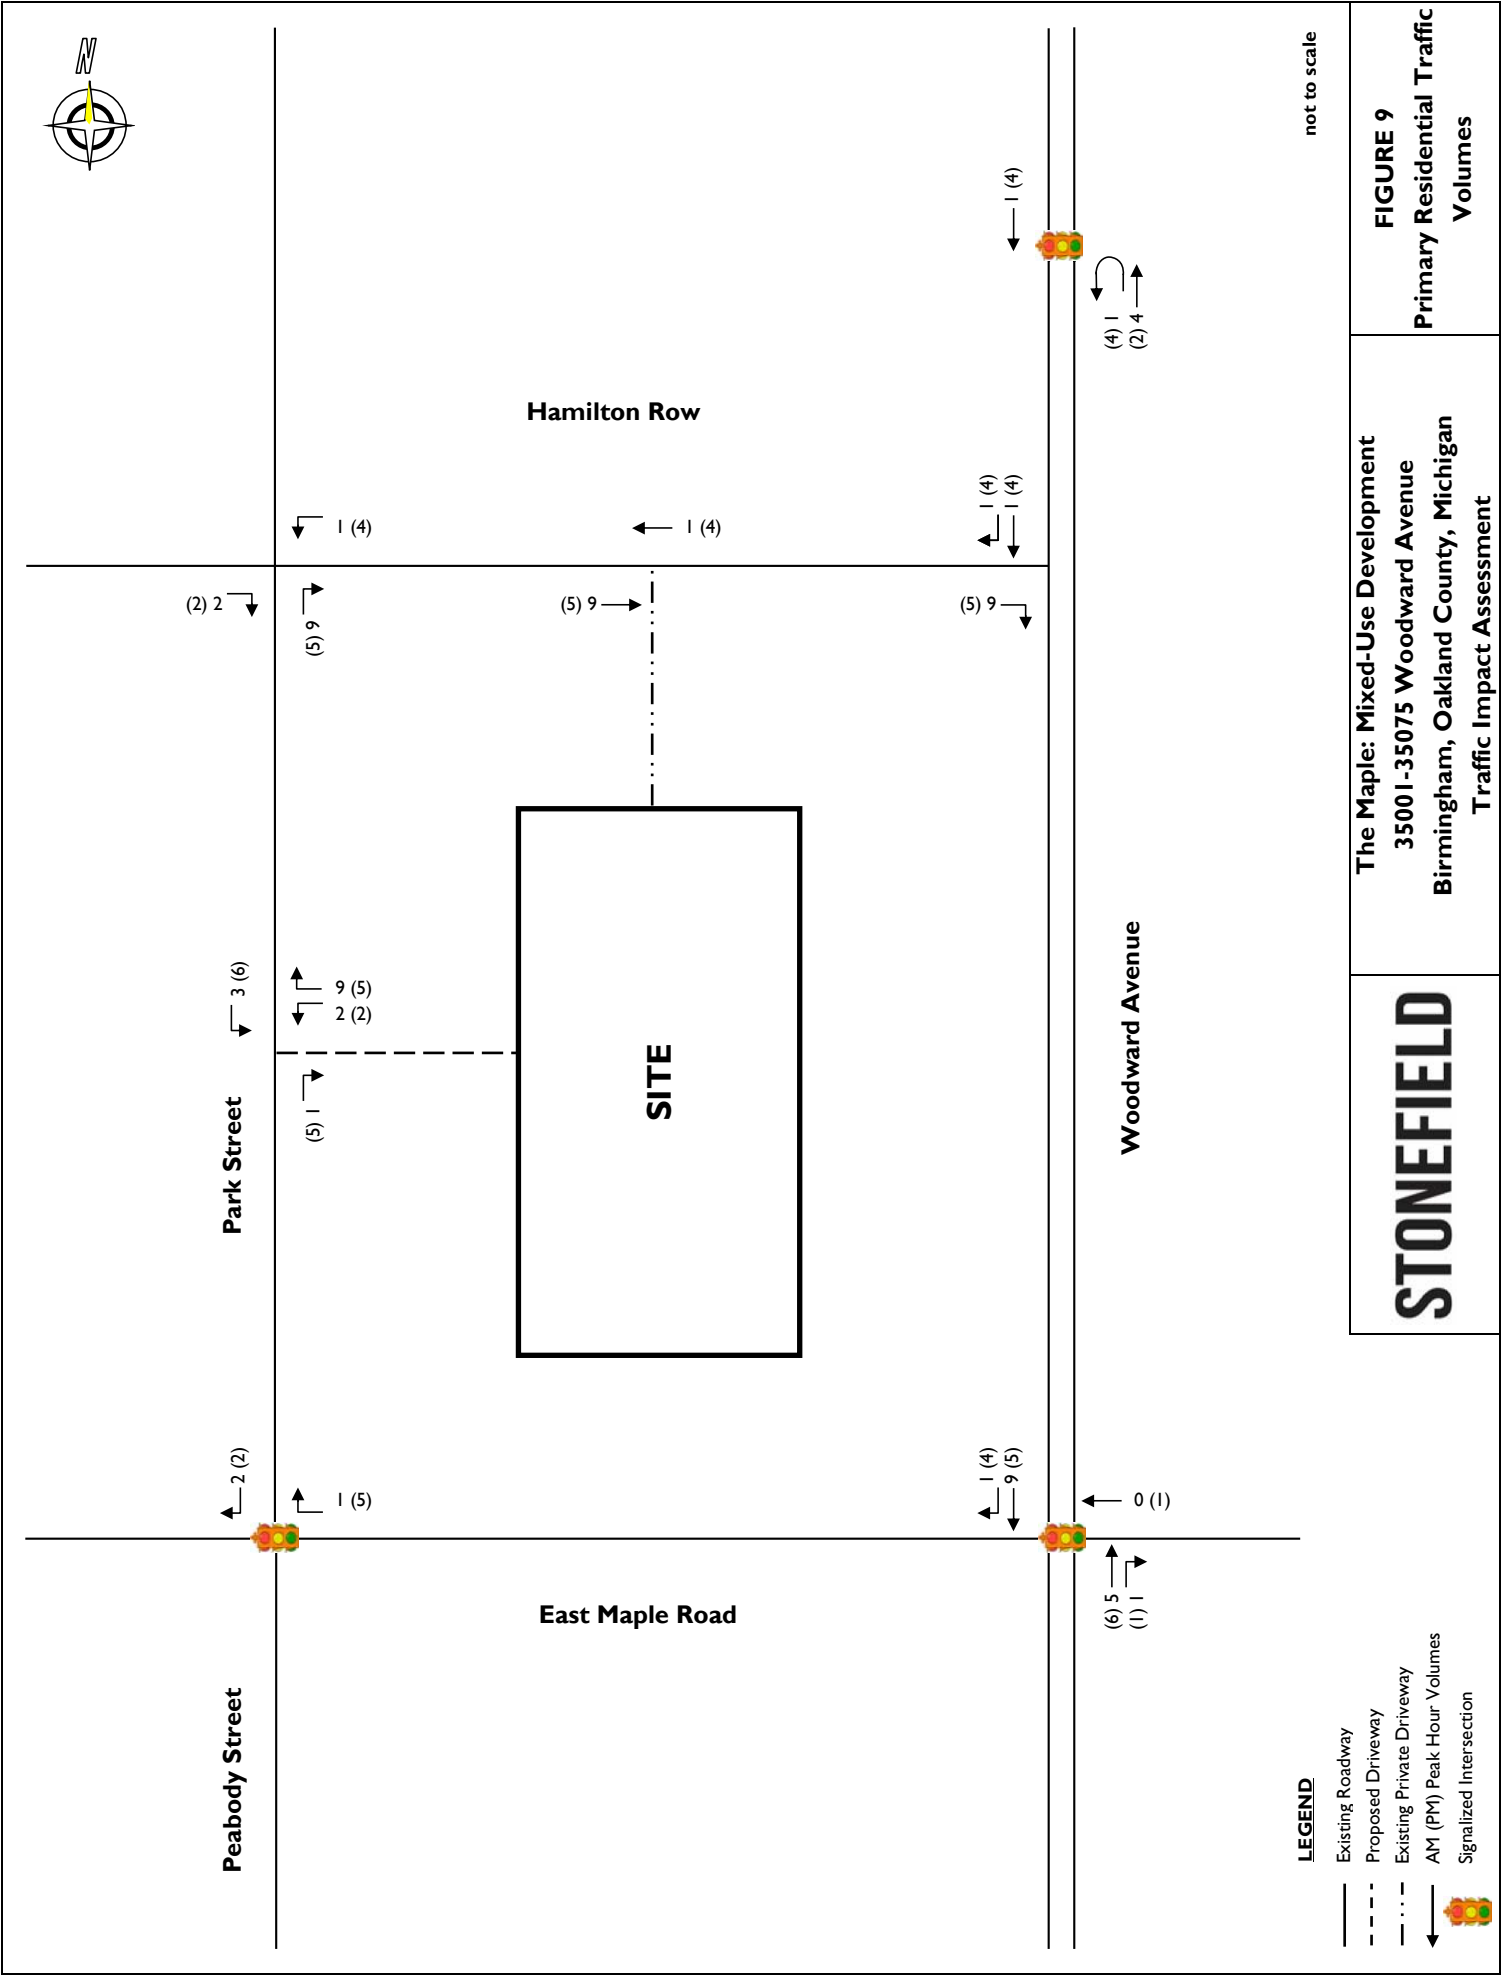 N
1 (4)
not to scale
(4) 1
(2) 4
Hamilton Row
1 (4)
1 (4)
1 (4)
1 (4)
(2) 2
(5) 9
(5) 9
(5) 9
3 (6)
9 (5)
2 (2)
(5) 1
Park Street
SITE
Woodward Avenue
2 (2)
1 (5)
1 (4)
9 (5)
0 (1)
(6) 5
(1) 1
East Maple Road
Peabody Street
LEGEND
Existing Roadway
Proposed Driveway
Existing Private Driveway
AM (PM) Peak Hour Volumes
Signalized Intersection
STONEFIELD
The Maple: Mixed-Use Development
35001-35075 Woodward Avenue
Birmingham, Oakland County, Michigan
Traffic Impact Assessment
FIGURE 9
Primary Residential Traffic
Volumes